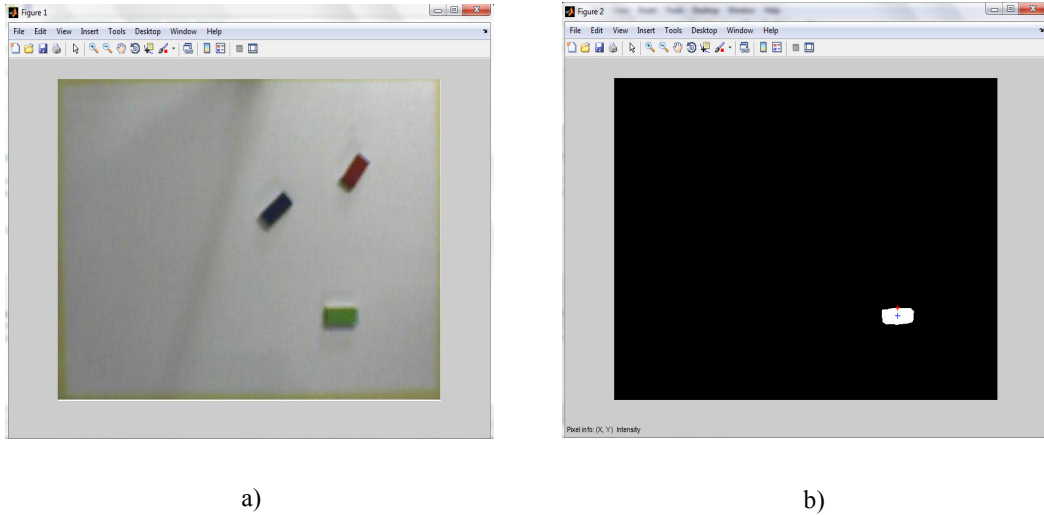 Figure 1
File Edit View Insert Tools Desktop Window Help
Figure 2
File Edit View Insert Tools Desktop Window Help
Pixel info: (X, Y) Intensity
a)
b)